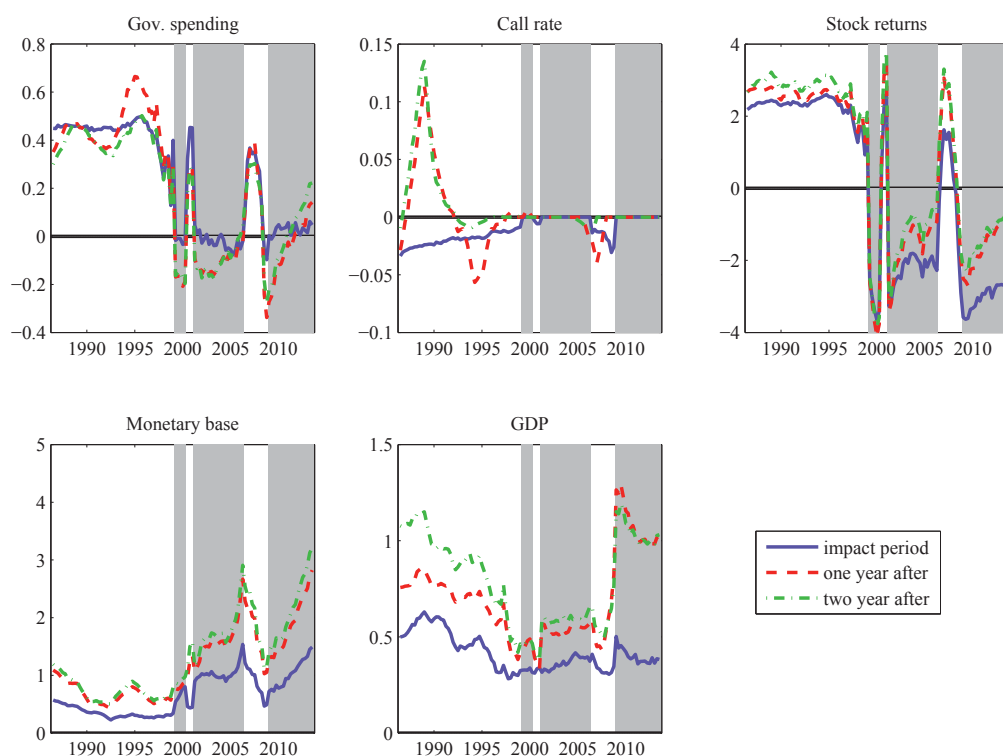 Gov. spending
0.8
0.6
0.4
0.2
0
−0.2
−0.4
1990 1995 2000 2005 2010
Call rate
0.15
0.1
0.05
0
−0.05
−0.1
1990 1995 2000 2005 2010
Stock returns
4
2
0
−2
−4
1990 1995 2000 2005 2010
Monetary base
5
4
3
2
1
0
1990 1995 2000 2005 2010
GDP
1.5
1
0.5
0
1990 1995 2000 2005 2010
impact period
one year after
two year after